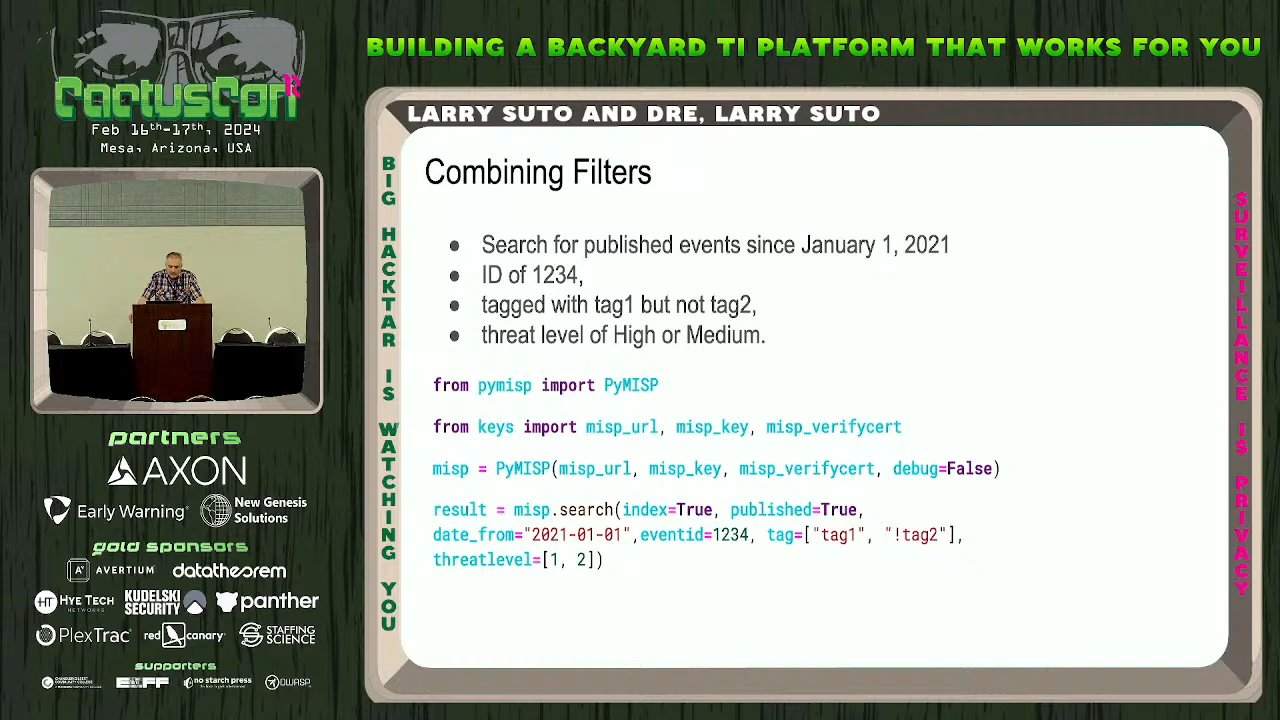 BUILDING A BACKYARD TI PLATFORM THAT WORKS FOR YOU
CactusCon
Feb 16th-17th, 2024
Mesa, Arizona, USA
LARRY SUTO AND DRE, LARRY SUTO
BIG HACKTAR IS WATCHING YOU
Combining Filters
● Search for published events since January 1, 2021
● ID of 1234,
● tagged with tag1 but not tag2,
● threat level of High or Medium.
from pymisp import PyMISP
from keys import misp_url, misp_key, misp_verifycert
misp = PyMISP(misp_url, misp_key, misp_verifycert, debug=False)
result = misp.search(index=True, published=True,
date_from="2021-01-01",eventid=1234, tag=["tag1", "!tag2"],
threatlevel=[1, 2])
SURVEILLANCE IS PRIVACY
partners
AXON
Early Warning
New Genesis
Solutions
gold sponsors
AVERTIUM
datatheorem
HYE TECH
NETWORKS
KUDELSKI
SECURITY
panther
PlexTrac
red canary
STAFFING
SCIENCE
supporters
EFF
no starch press
OWASP